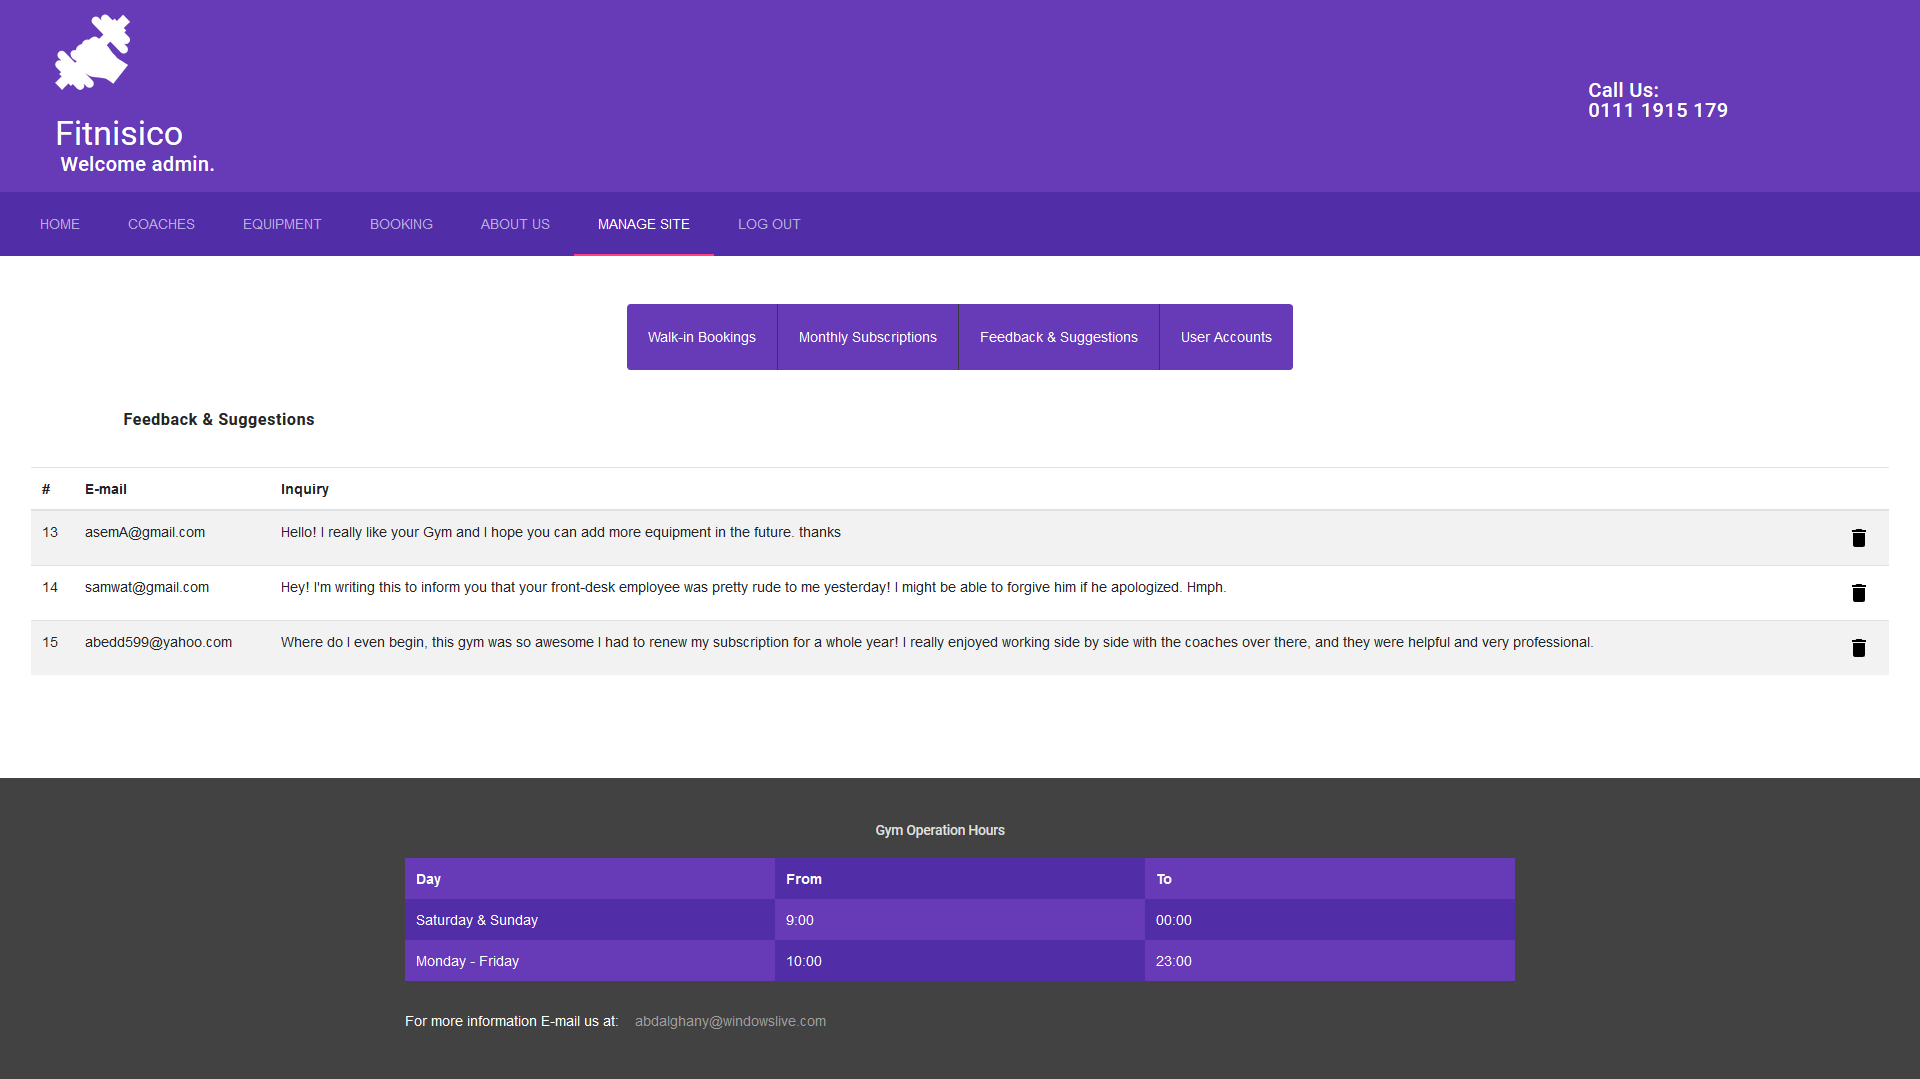 Fitnisico
Welcome admin.
Call Us:
0111 1915 179
HOME COACHES EQUIPMENT BOOKING ABOUT US MANAGE SITE LOG OUT
Walk-in Bookings Monthly Subscriptions Feedback & Suggestions User Accounts
Feedback & Suggestions
# E-mail Inquiry
13 asemA@gmail.com Hello! I really like your Gym and I hope you can add more equipment in the future. thanks
14 samwat@gmail.com Hey! I'm writing this to inform you that your front-desk employee was pretty rude to me yesterday! I might be able to forgive him if he apologized. Hmph.
15 abedd599@yahoo.com Where do I even begin, this gym was so awesome I had to renew my subscription for a whole year! I really enjoyed working side by side with the coaches over there, and they were helpful and very professional.
Gym Operation Hours
Day From To
Saturday & Sunday 9:00 00:00
Monday - Friday 10:00 23:00
For more information E-mail us at: abdalghany@windowslive.com